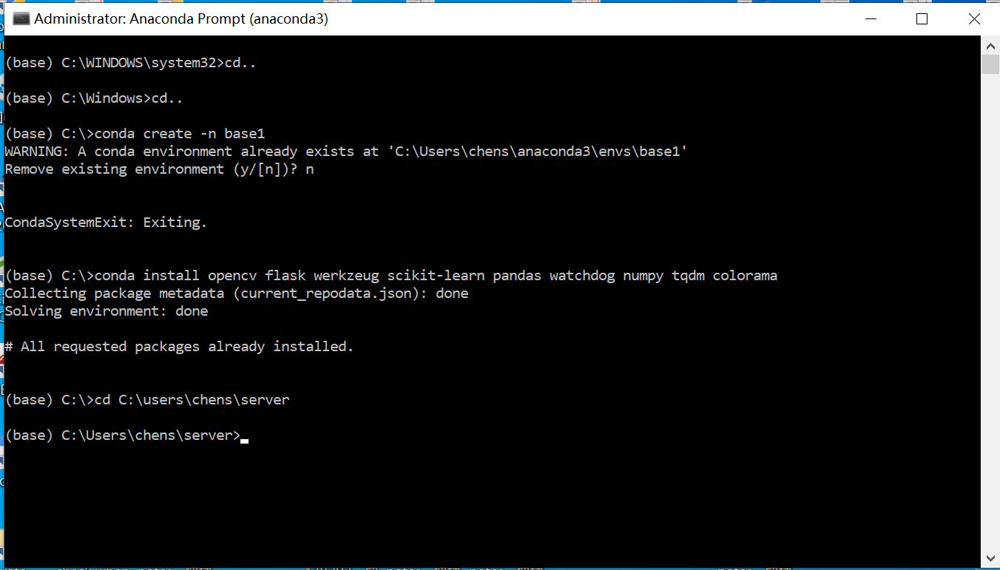 Administrator: Anaconda Prompt (anaconda3)
(base) C:\WINDOWS\system32>cd..
(base) C:\Windows>cd..
(base) C:\>conda create -n base1
WARNING: A conda environment already exists at 'C:\Users\chens\anaconda3\envs\base1'
Remove existing environment (y/[n])? n
CondaSystemExit: Exiting.
(base) C:\>conda install opencv flask werkzeug scikit-learn pandas watchdog numpy tqdm colorama
Collecting package metadata (current_repodata.json): done
Solving environment: done
# All requested packages already installed.
(base) C:\>cd C:\users\chens\server
(base) C:\Users\chens\server>